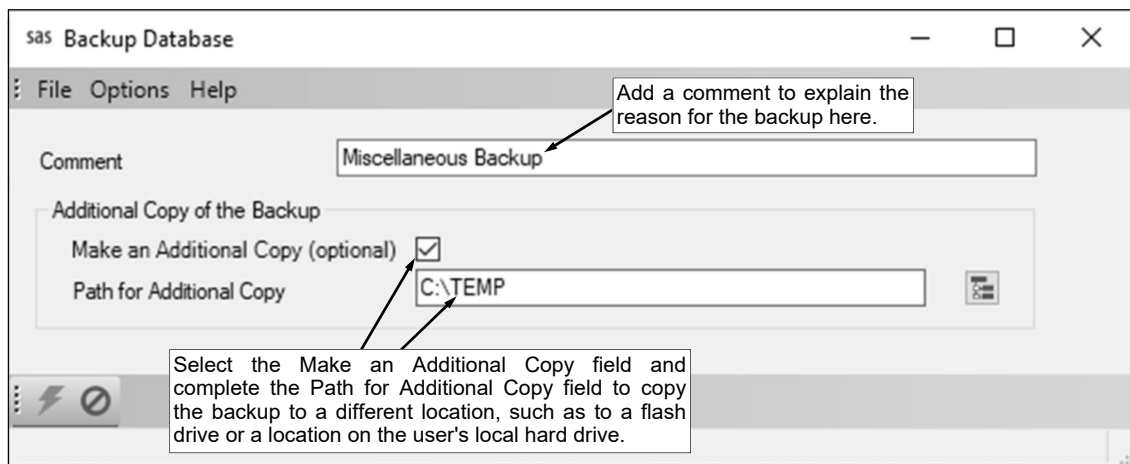 sas Backup Database
File Options Help
Add a comment to explain the
reason for the backup here.
Comment
Miscellaneous Backup
Additional Copy of the Backup
Make an Additional Copy (optional)
Path for Additional Copy
C:\TEMP
Select the Make an Additional Copy field and
complete the Path for Additional Copy field to copy
the backup to a different location, such as to a flash
drive or a location on the user's local hard drive.